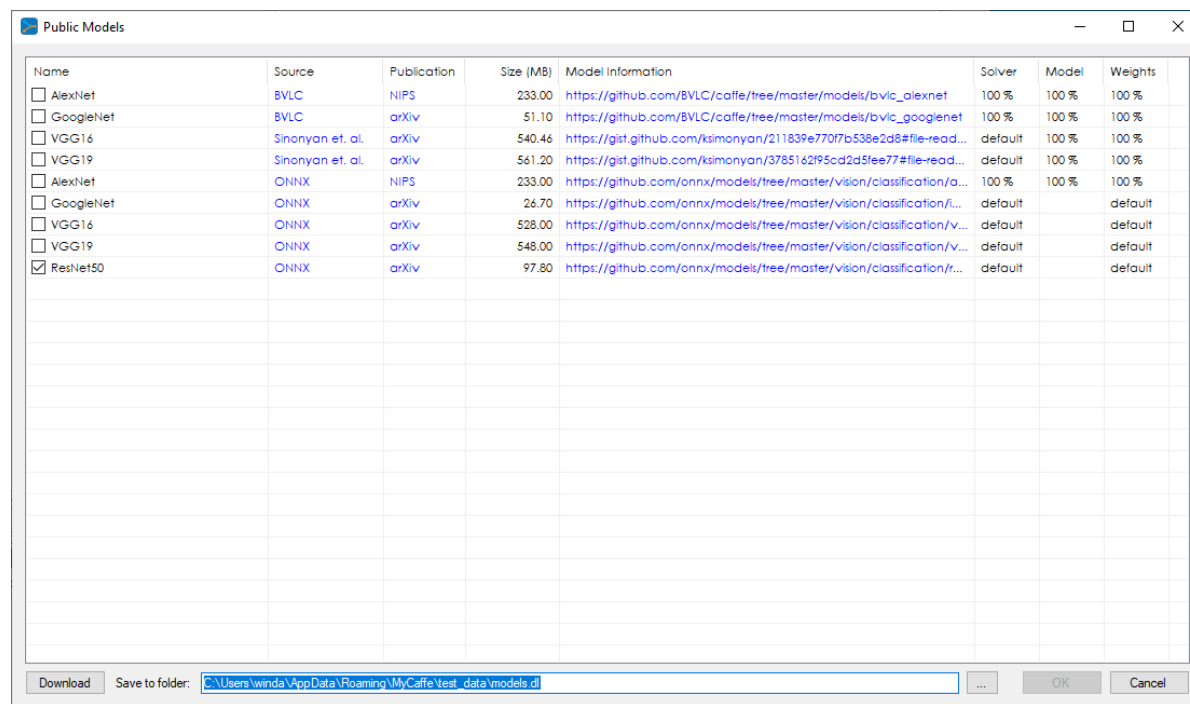 Public Models
Name Source Publication Size (MB) Model Information Solver Model Weights
AlexNet BVLC NIPS 233.00 https://github.com/BVLC/caffe/tree/master/models/bvlc_alexnet 100 % 100 % 100 %
GoogleNet BVLC arXiv 51.10 https://github.com/BVLC/caffe/tree/master/models/bvlc_googlenet 100 % 100 % 100 %
VGG16 Sinonyan et. al. arXiv 540.46 https://gist.github.com/ksimonyan/211839e770f7b538e2d8#file-read... default 100 % 100 %
VGG19 Sinonyan et. al. arXiv 561.20 https://gist.github.com/ksimonyan/3785162f95cd2d5fee77#file-read... default 100 % 100 %
AlexNet ONNX NIPS 233.00 https://github.com/onnx/models/tree/master/vision/classification/a... 100 % 100 % 100 %
GoogleNet ONNX arXiv 26.70 https://github.com/onnx/models/tree/master/vision/classification/i... default default
VGG16 ONNX arXiv 528.00 https://github.com/onnx/models/tree/master/vision/classification/v... default default
VGG19 ONNX arXiv 548.00 https://github.com/onnx/models/tree/master/vision/classification/v... default default
ResNet50 ONNX arXiv 97.80 https://github.com/onnx/models/tree/master/vision/classification/r... default default
Download Save to folder: C:\Users\winda\AppData\Roaming\MyCaffe\test_data\models.dl ... OK Cancel